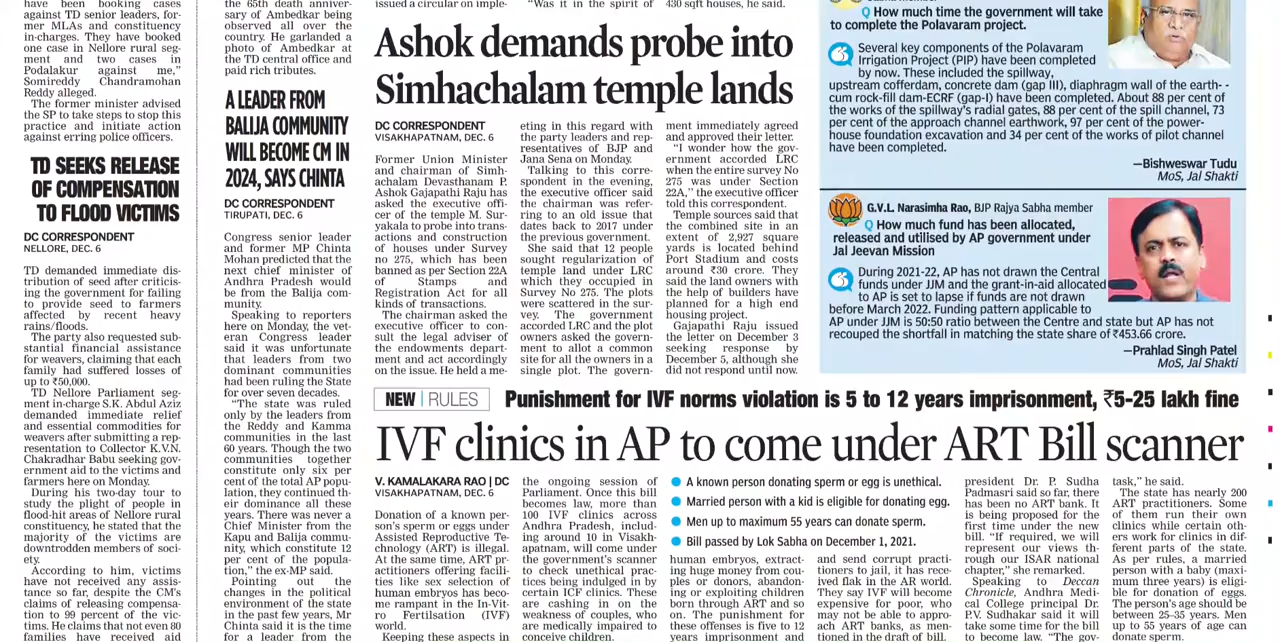 have been booking cases
against TD senior leaders, for-
mer MLAs and constituency
in-charges. They have booked
one case in Nellore rural seg-
ment and two cases in
Podalakur against me,"
Somireddy Chandramohan
Reddy alleged.
The former minister advised
the SP to take steps to stop this
practice and initiate action
against erring police officers.
TD SEEKS RELEASE
OF COMPENSATION
TO FLOOD VICTIMS
DC CORRESPONDENT
NELLORE, DEC. 6
TD demanded immediate dis-
tribution of seed after criticis-
ing the government for failing
to provide seed to farmers
affected by recent heavy
rains/floods.
The party also requested sub-
stantial financial assistance
for weavers, claiming that each
family had suffered losses of
up to ₹50,000.
TD Nellore Parliament seg-
ment in-charge S.K. Abdul Aziz
demanded immediate relief
and essential commodities for
weavers after submitting a rep-
resentation to Collector K.V.N.
Chakradhar Babu seeking gov-
ernment aid to the victims and
farmers here on Monday.
During his two-day tour to
study the plight of people in
flood-hit areas of Nellore rural
constituency, he stated that the
majority of the victims are
downtrodden members of soci-
ety.
According to him, victims
have not received any assis-
tance so far, despite the CM's
claims of releasing compensa-
tion to 99 percent of the vic-
tims. He claims that not even 80
families have received aid
the 65th death anniver-
sary of Ambedkar being
observed all over the
country. He garlanded a
photo of Ambedkar at
the TD central office and
paid rich tributes.
A LEADER FROM
BALIJA COMMUNITY
WILL BECOME CM IN
2024, SAYS CHINTA
DC CORRESPONDENT
TIRUPATI, DEC. 6
Congress senior leader
and former MP Chinta
Mohan predicted that the
next chief minister of
Andhra Pradesh would
be from the Balija com-
munity.
Speaking to reporters
here on Monday, the vet-
eran Congress leader
said it was unfortunate
that leaders from two
dominant communities
had been ruling the State
for over seven decades.
"The state was ruled
only by the leaders from
the Reddy and Kamma
communities in the last
60 years. Though the two
communities together
constitute only six per
cent of the total AP popu-
lation, they continued th-
eir dominance all these
years. There was never a
Chief Minister from the
Kapu and Balija commu-
nity, which constitute 12
per cent of the popula-
tion," the ex-MP said.
Pointing out the
changes in the political
environment of the state
in the past few years, Mr
Chinta said it is the time
for a leader from the
issued a circular on imple-
"Was it in the spirit of
430 sqft houses, he said.
Ashok demands probe into
Simhachalam temple lands
DC CORRESPONDENT
VISAKHAPATNAM, DEC. 6
Former Union Minister
and chairman of Simh-
achalam Devasthanam P.
Ashok Gajapathi Raju has
asked the executive offi-
cer of the temple M. Sur-
yakala to probe into trans-
actions and construction
of houses under Survey
no 275, which has been
banned as per Section 22A
of Stamps and
Registration Act for all
kinds of transactions.
The chairman asked the
executive officer to con-
sult the legal adviser of
the endowments depart-
ment and act accordingly
on the issue. He held a me-
eting in this regard with
the party leaders and rep-
resentatives of BJP and
Jana Sena on Monday.
Talking to this corre-
spondent in the evening,
the executive officer said
the chairman was refer-
ring to an old issue that
dates back to 2017 under
the previous government.
She said that 12 people
sought regularization of
temple land under LRC
which they occupied in
Survey No 275. The plots
were scattered in the sur-
vey. The government
accorded LRC and the plot
owners asked the govern-
ment to allot a common
site for all the owners in a
single plot. The govern-
ment immediately agreed
and approved their letter.
"I wonder how the gov-
ernment accorded LRC
when the entire survey No
275 was under Section
22A," the executive officer
told this correspondent.
Temple sources said that
the combined site in an
extent of 2,927 square
yards is located behind
Port Stadium and costs
around ₹30 crore. They
said the land owners with
the help of builders have
planned for a high end
housing project.
Gajapathi Raju issued
the letter on December 3
seeking response by
December 5, although she
did not respond until now.
Q How much time the government will take
to complete the Polavaram project.
Several key components of the Polavaram
Irrigation Project (PIP) have been completed
by now. These included the spillway,
upstream cofferdam, concrete dam (gap III), diaphragm wall of the earth- -
cum rock-fill dam-ECRF (gap-I) have been completed. About 88 per cent of
the works of the spillway's radial gates, 88 per cent of the spill channel, 73
per cent of the approach channel earthwork, 97 per cent of the power-
house foundation excavation and 34 per cent of the works of pilot channel
have been completed.
—Bishweswar Tudu
MoS, Jal Shakti
G.V.L. Narasimha Rao, BJP Rajya Sabha member
Q How much fund has been allocated,
released and utilised by AP government under
Jal Jeevan Mission
During 2021-22, AP has not drawn the Central
funds under JJM and the grant-in-aid allocated
to AP is set to lapse if funds are not drawn
before March 2022. Funding pattern applicable to
AP under JJM is 50:50 ratio between the Centre and state but AP has not
recouped the shortfall in matching the state share of ₹453.66 crore.
—Prahlad Singh Patel
MoS, Jal Shakti
NEW | RULES Punishment for IVF norms violation is 5 to 12 years imprisonment, ₹5-25 lakh fine
IVF clinics in AP to come under ART Bill scanner
V. KAMALAKARA RAO | DC
VISAKHAPATNAM, DEC. 6
Donation of a known per-
son's sperm or eggs under
Assisted Reproductive Te-
chnology (ART) is illegal.
At the same time, ART pr-
actitioners offering facili-
ties like sex selection of
human embryos has beco-
me rampant in the In-Vit-
ro Fertilsation (IVF)
world.
Keeping these aspects in
the ongoing session of
Parliament. Once this bill
becomes law, more than
100 IVF clinics across
Andhra Pradesh, includ-
ing around 10 in Visakh-
apatnam, will come under
the government's scanner
to check unethical prac-
tices being indulged in by
certain ICF clinics. These
are cashing in on the
weakness of couples, who
are medically impaired to
conceive children.
A known person donating sperm or egg is unethical.
Married person with a kid is eligible for donating egg.
Men up to maximum 55 years can donate sperm.
Bill passed by Lok Sabha on December 1, 2021.
human embryos, extract-
ing huge money from cou-
ples or donors, abandon-
ing or exploiting children
born through ART and so
on. The punishment for
these offences is five to 12
years imprisonment and
and send corrupt practi-
tioners to jail, it has rece-
ived flak in the AR world.
They say IVF will become
expensive for poor, who
may not be able to appro-
ach ART banks, as men-
tioned in the draft of bill.
president Dr. P. Sudha
Padmasri said so far, there
has been no ART bank. It
is being proposed for the
first time under the new
bill. "If required, we will
represent our views th-
rough our ISAR national
chapter," she remarked.
Speaking to Deccan
Chronicle, Andhra Medi-
cal College principal Dr.
P.V. Sudhakar said it will
take some time for the bill
to become law. "The gov-
task," he said.
The state has nearly 200
ART practitioners. Some
of them run their own
clinics while certain oth-
ers work for clinics in dif-
ferent parts of the state.
As per rules, a married
person with a baby (maxi-
mum three years) is eligi-
ble for donation of eggs.
The person's age should be
between 25-35 years. Men
up to 55 years of age can
donate sperm.